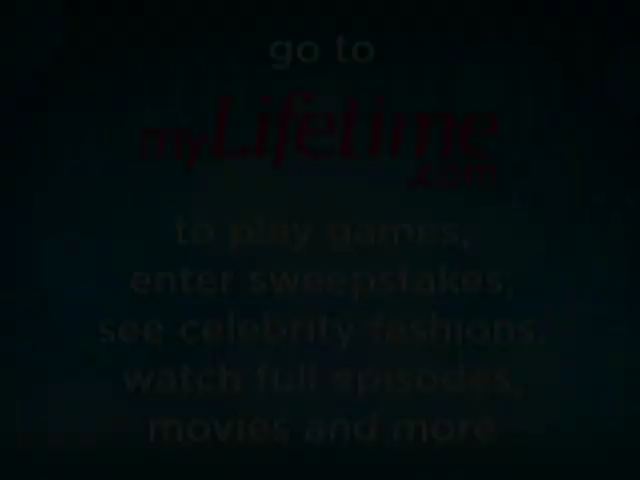 go to
myLifetime
.com
to play games,
enter sweepstakes,
see celebrity fashions,
watch full episodes,
movies and more